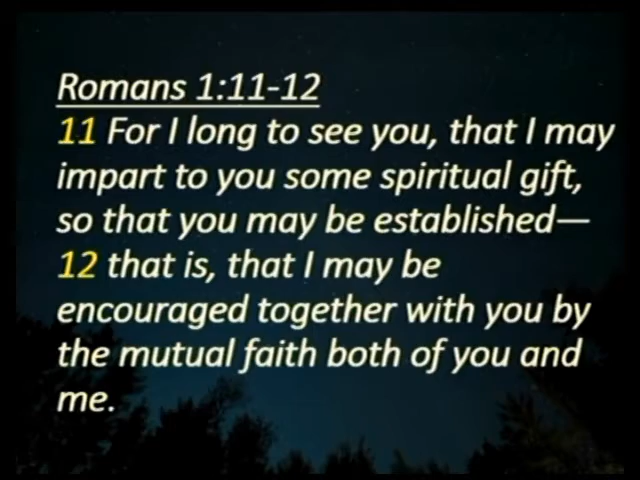 Romans 1:11-12
11 For I long to see you, that I may
impart to you some spiritual gift,
so that you may be established—
12 that is, that I may be
encouraged together with you by
the mutual faith both of you and
me.